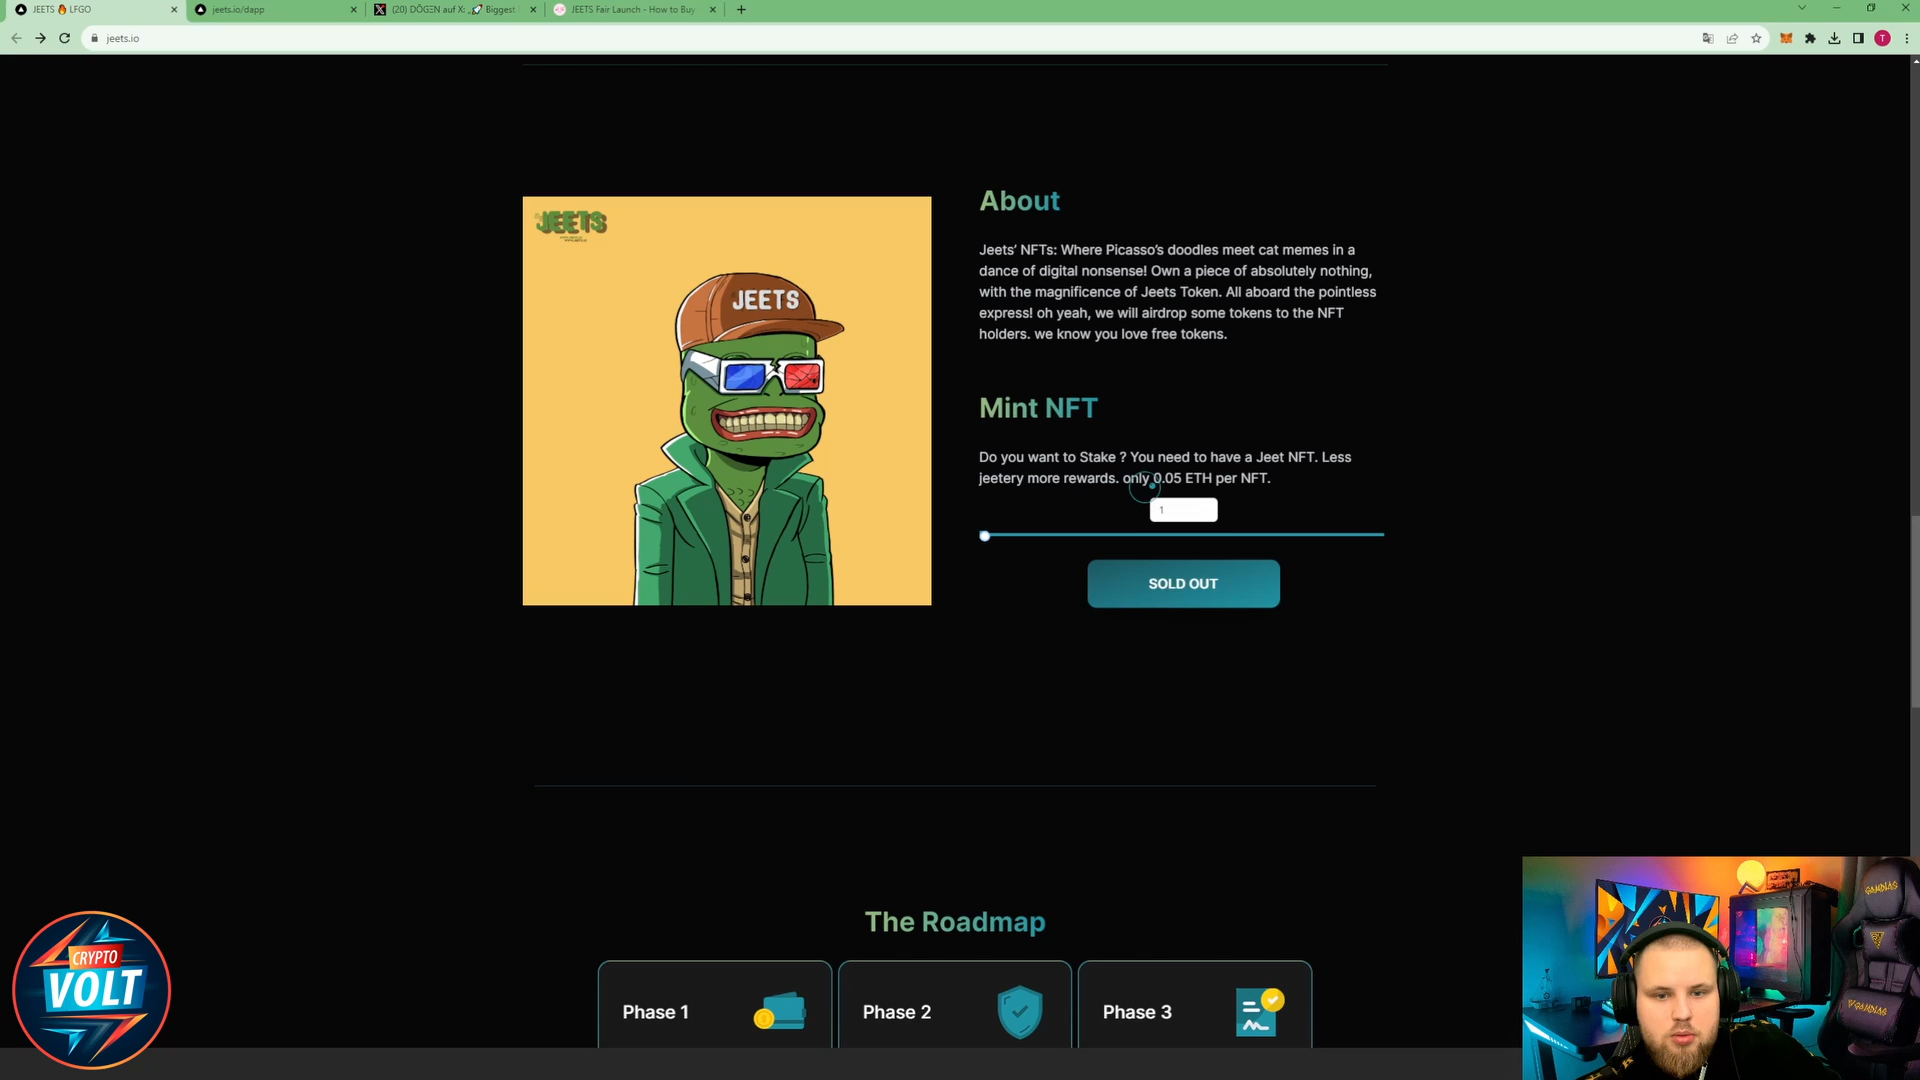 JEETS 🔥 LFGO
jeets.io/dapp
(20) DÖGEN auf X: „🚀 Biggest
JEETS Fair Launch - How to Buy
jeets.io
T
JEETS
JEETS
About
Jeets’ NFTs: Where Picasso’s doodles meet cat memes in a
dance of digital nonsense! Own a piece of absolutely nothing,
with the magnificence of Jeets Token. All aboard the pointless
express! oh yeah, we will airdrop some tokens to the NFT
holders. we know you love free tokens.
Mint NFT
Do you want to Stake ? You need to have a Jeet NFT. Less
jeetery more rewards. only 0.05 ETH per NFT.
1
SOLD OUT
The Roadmap
Phase 1
Phase 2
Phase 3
CRYPTO
VOLT
GAMDIAS
GAMDIAS